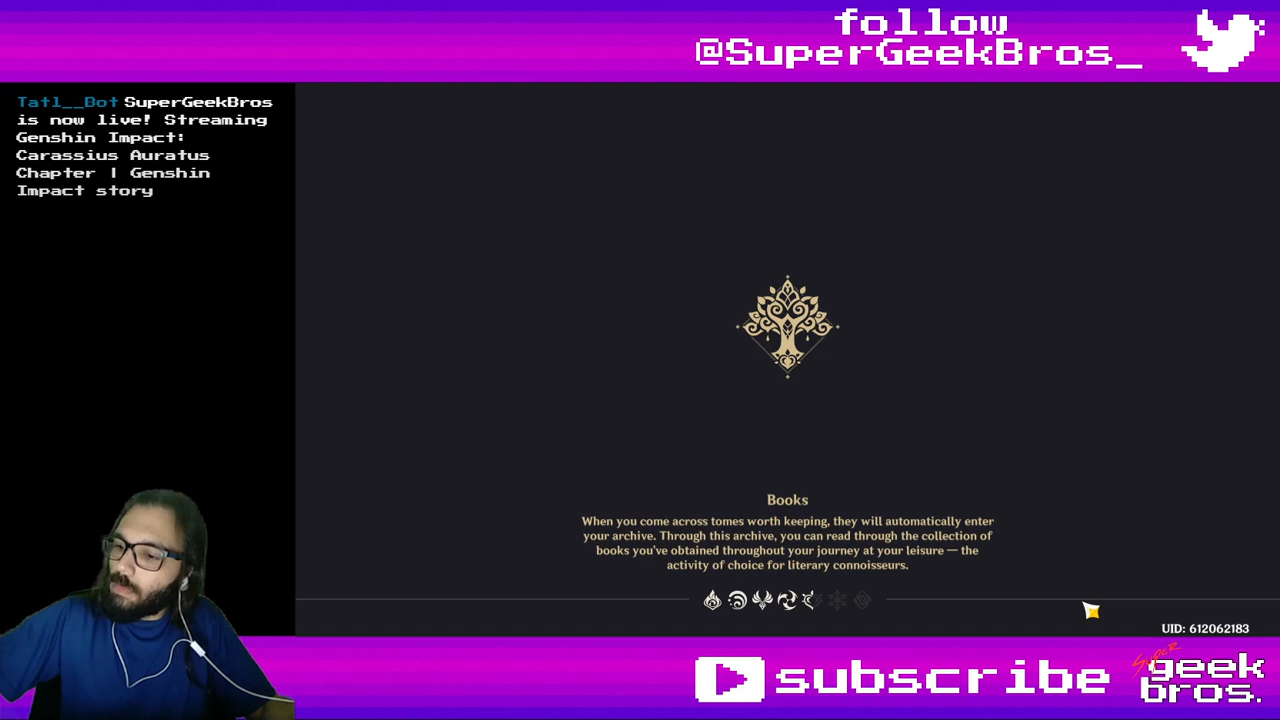 follow
@SuperGeekBros_
Tatl__Bot SuperGeekBros
is now live! Streaming
Genshin Impact:
Carassius Auratus
Chapter | Genshin
Impact story
Books
When you come across tomes worth keeping, they will automatically enter
your archive. Through this archive, you can read through the collection of
books you've obtained throughout your journey at your leisure — the
activity of choice for literary connoisseurs.
UID: 612062183
subscribe
SUPER
geek
bros.